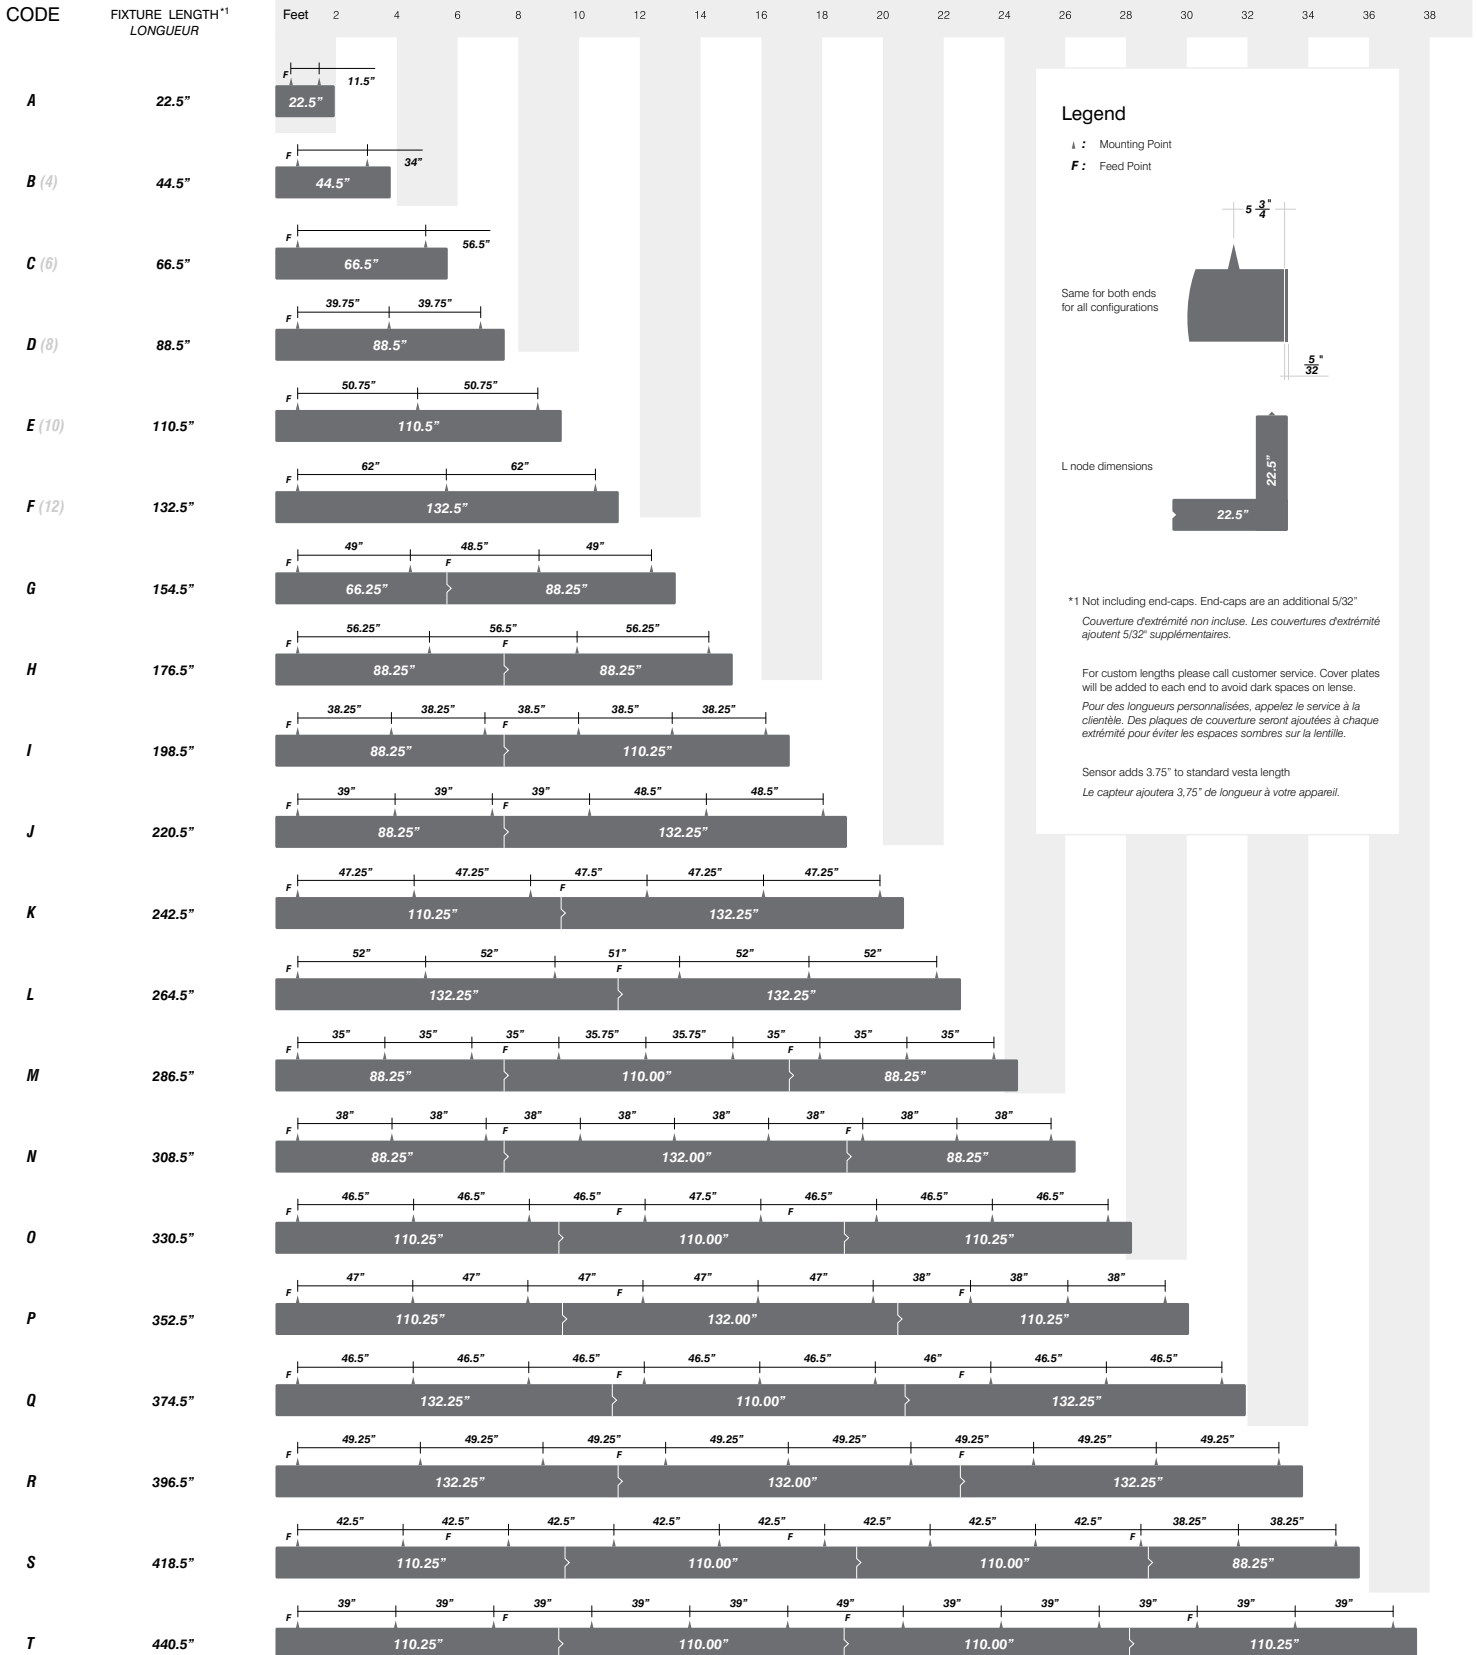 CODE FIXTURE LENGTH*1 Feet 2 4 6 8 10 12 14 16 18 20 22 24 26 28 30 32 34 36 38
LONGUEUR
F 11.5”
A 22.5” 22.5”
F 34”
B (4) 44.5” 44.5”
F 56.5”
C (6) 66.5” 66.5”
39.75” 39.75”
F
D (8) 88.5” 88.5”
50.75” 50.75”
F
E (10) 110.5” 110.5”
62” 62”
F
F (12) 132.5” 132.5”
49” 48.5” 49”
F F
G 154.5” 66.25” 88.25”
56.25” 56.5” 56.25”
F F
H 176.5” 88.25” 88.25”
38.25” 38.25” 38.5” 38.5” 38.25”
F F
I 198.5” 88.25” 110.25”
39” 39” 39” 48.5” 48.5”
F F
J 220.5” 88.25” 132.25”
47.25” 47.25” 47.5” 47.25” 47.25”
F F
K 242.5” 110.25” 132.25”
52” 52” 51” 52” 52”
F F
L 264.5” 132.25” 132.25”
35” 35” 35” 35.75” 35.75” 35” 35” 35”
F F F
M 286.5” 88.25” 110.00” 88.25”
38” 38” 38” 38” 38” 38” 38” 38”
F F F
N 308.5” 88.25” 132.00” 88.25”
46.5” 46.5” 46.5” 47.5” 46.5” 46.5” 46.5”
F F F
O 330.5” 110.25” 110.00” 110.25”
47” 47” 47” 47” 47” 38” 38” 38”
F F F
P 352.5” 110.25” 132.00” 110.25”
46.5” 46.5” 46.5” 46.5” 46.5” 46” 46.5” 46.5”
F F F
Q 374.5” 132.25” 110.00” 132.25”
49.25” 49.25” 49.25” 49.25” 49.25” 49.25” 49.25” 49.25”
F F F
R 396.5” 132.25” 132.00” 132.25”
42.5” 42.5” 42.5” 42.5” 42.5” 42.5” 42.5” 42.5” 38.25” 38.25”
F F F F
S 418.5” 110.25” 110.00” 110.00” 88.25”
39” 39” 39” 39” 39” 49” 39” 39” 39” 39” 39”
F F F F
T 440.5” 110.25” 110.00” 110.00” 110.25”
Legend
: Mounting Point
F : Feed Point
5 3/4"
Same for both ends
for all configurations
5/32"
L node dimensions
22.5”
22.5”
*1 Not including end-caps. End-caps are an additional 5/32”
Couverture d'extrémité non incluse. Les couvertures d'extrémité
ajoutent 5/32" supplémentaires.
For custom lengths please call customer service. Cover plates
will be added to each end to avoid dark spaces on lense.
Pour des longueurs personnalisées, appelez le service à la
clientèle. Des plaques de couverture seront ajoutées à chaque
extrémité pour éviter les espaces sombres sur la lentille.
Sensor adds 3.75” to standard vesta length
Le capteur ajoutera 3,75” de longueur à votre appareil.